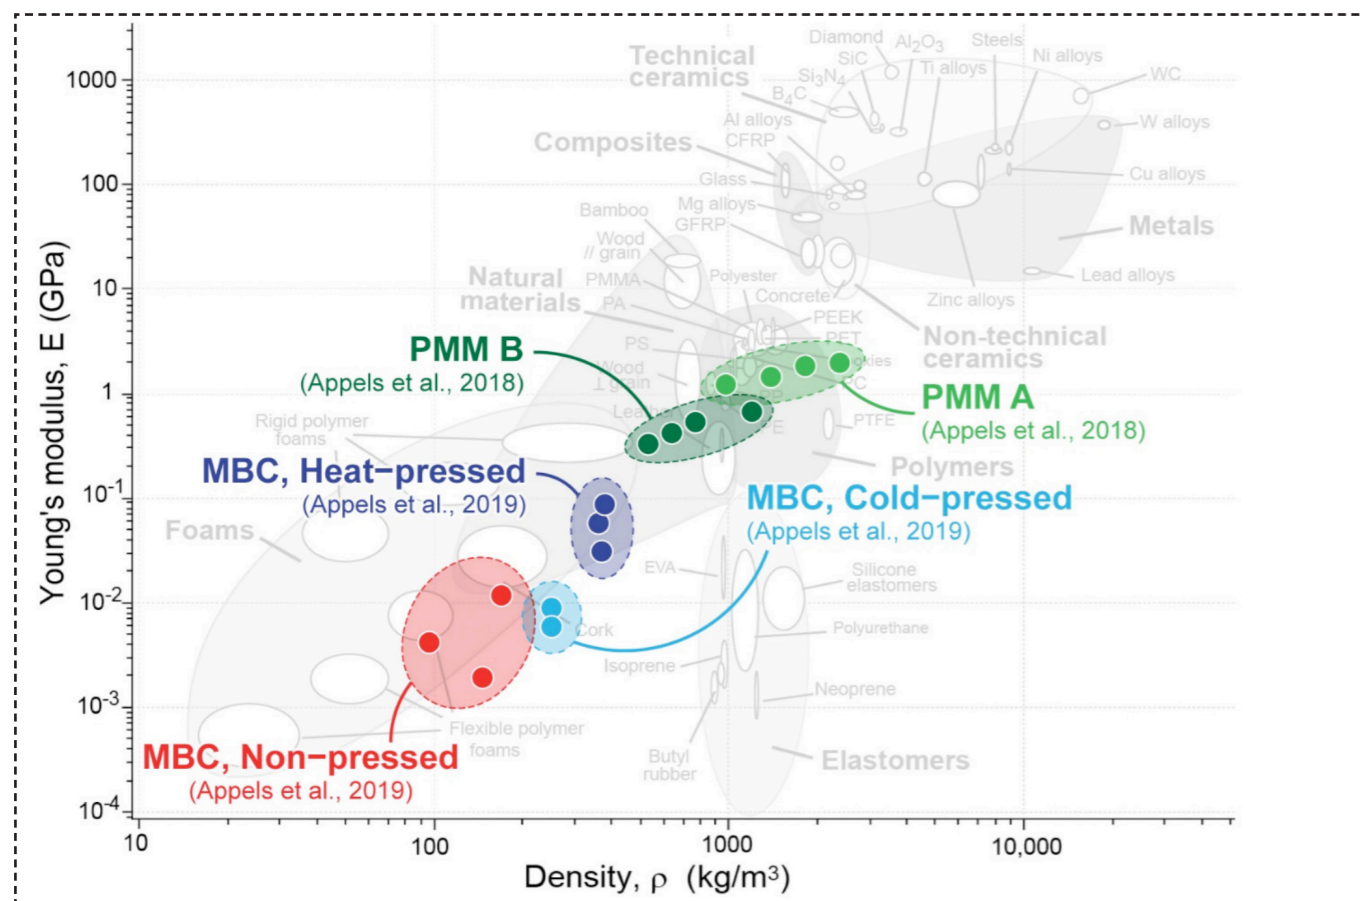 Young's modulus, E (GPa)
1000
100
10
1
10⁻¹
10⁻²
10⁻³
10⁻⁴
Technical
ceramics
Diamond
SiC
Al₂O₃
Steels
Ni alloys
Si₃N₄
Ti alloys
WC
B₄C
Al alloys
W alloys
CFRP
Composites
Glass
Cu alloys
Mg alloys
GFRP
Bamboo
Metals
Wood
// grain
Natural
materials
PMMA
Polyester
Lead alloys
PA
Concrete
Zinc alloys
PEEK
PET
Non-technical
ceramics
PS
PMM B
(Appels et al., 2018)
Wood
⊥ grain
PC
PMM A
(Appels et al., 2018)
PTFE
PE
Rigid polymer
foams
MBC, Heat−pressed
(Appels et al., 2019)
Polymers
MBC, Cold−pressed
(Appels et al., 2019)
Foams
EVA
Silicone
elastomers
Cork
Polyurethane
Isoprene
Neoprene
Flexible polymer
foams
MBC, Non−pressed
(Appels et al., 2019)
Butyl
rubber
Elastomers
10
100
1000
10,000
Density, ρ (kg/m³)